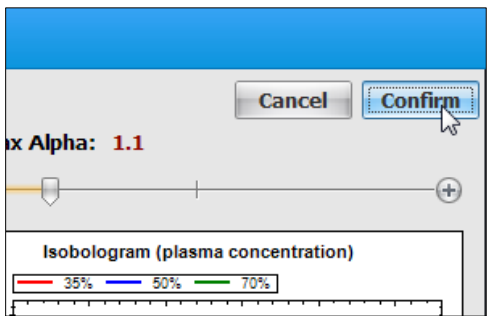 Cancel Confirm
ax Alpha: 1.1
Isobologram (plasma concentration)
35% 50% 70%